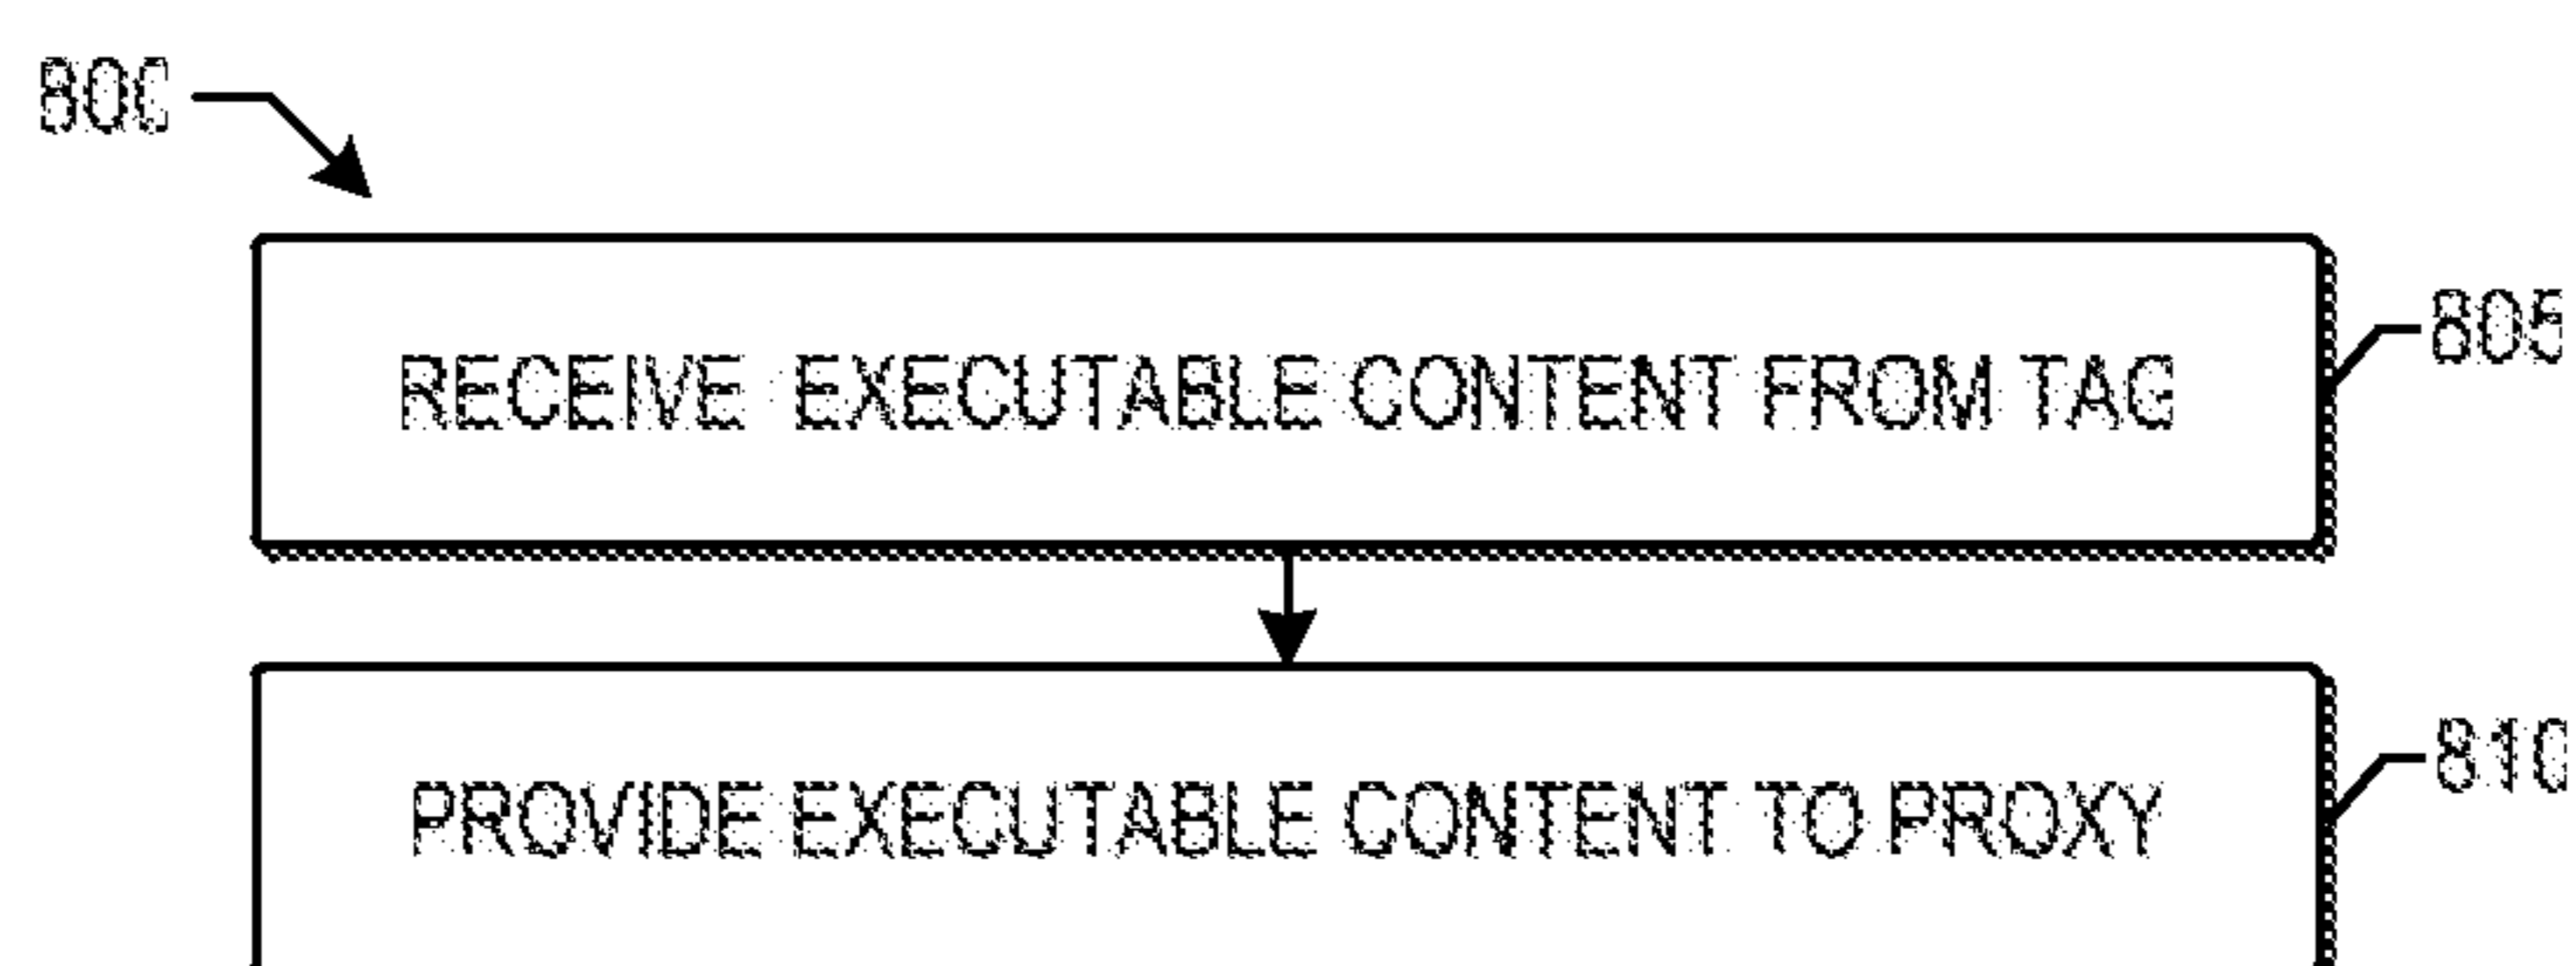 800
805
RECEIVE EXECUTABLE CONTENT FROM TAG
810
PROVIDE EXECUTABLE CONTENT TO PROXY